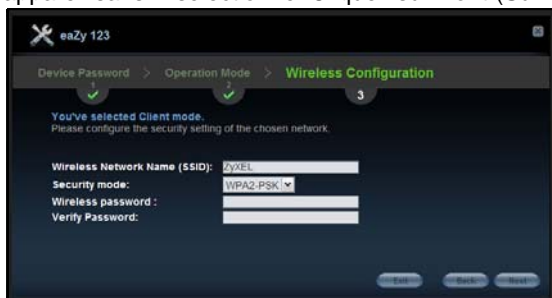 eaZy 123
Device Password > Operation Mode > Wireless Configuration
1 2 3
You've selected Client mode.
Please configure the security setting of the chosen network.
Wireless Network Name (SSID): ZyXEL
Security mode: WPA2-PSK
Wireless password :
Verify Password:
Exit Back Next